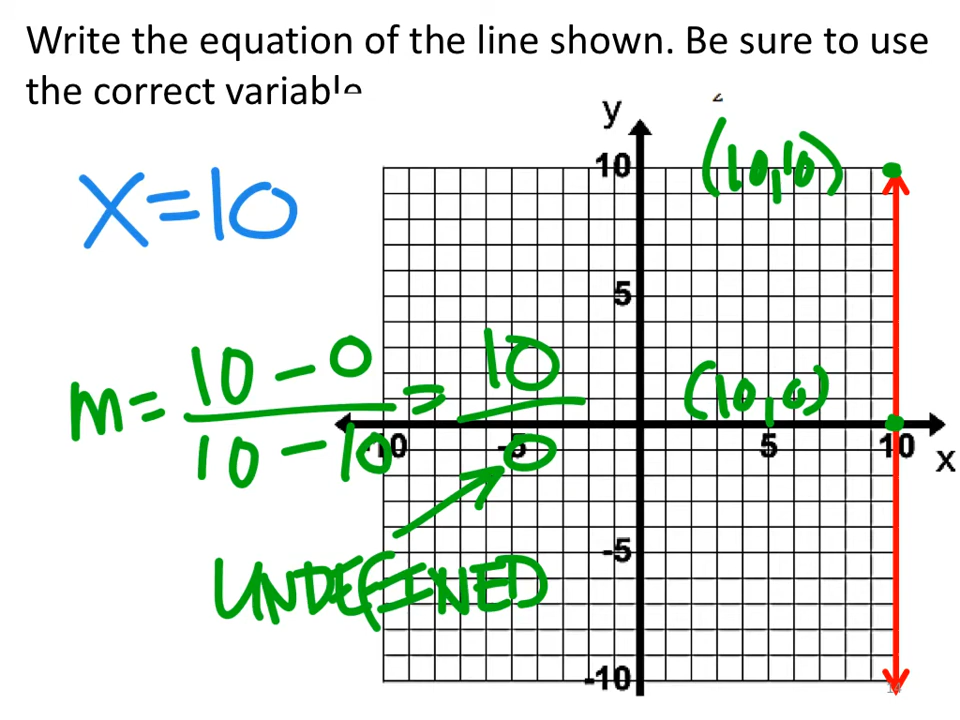 Write the equation of the line shown. Be sure to use
the correct variable
y
10
(10,10)
X=10
5
m = 10 - 0 / 10 - 10 = 10 / 0
(10,0)
-10
-5
5
10
x
-5
UNDEFINED
-10